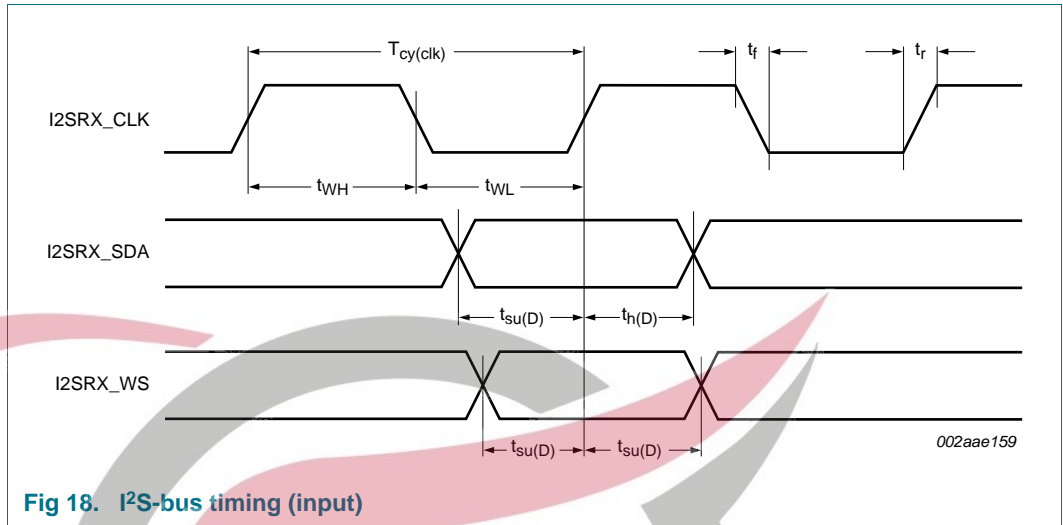 Tcy(clk)
tf
tr
I2SRX_CLK
tWH
tWL
I2SRX_SDA
tsu(D)
th(D)
I2SRX_WS
tsu(D)
tsu(D)
002aae159
Fig 18. I²S-bus timing (input)